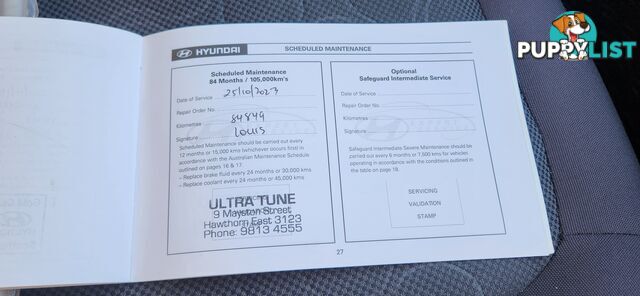 HYUNDAI
SCHEDULED MAINTENANCE
PUPPYLIST
Scheduled Maintenance
84 Months / 105,000km's
Date of Service 25/10/2023
Repair Order No.
Kilometres 84849
Signature Louis
Scheduled Maintenance should be carried out every
12 months or 15,000 kms (whichever occurs first) in
accordance with the Australian Maintenance Schedule
outlined on pages 16 & 17.
– Replace brake fluid every 24 months or 30,000 kms
– Replace coolant every 24 months or 45,000 kms
ULTRA TUNE
9 Mayston Street
Hawthorn East 3123
Phone: 9813 4555
Optional
Safeguard Intermediate Service
Date of Service
Repair Order No.
Kilometres
Signature
Safeguard Intermediate Severe Maintenance should be
carried out every 6 months or 7,500 kms for vehicles
operating in accordance with the conditions outlined in
the table on page 18.
SERVICING
VALIDATION
STAMP
27